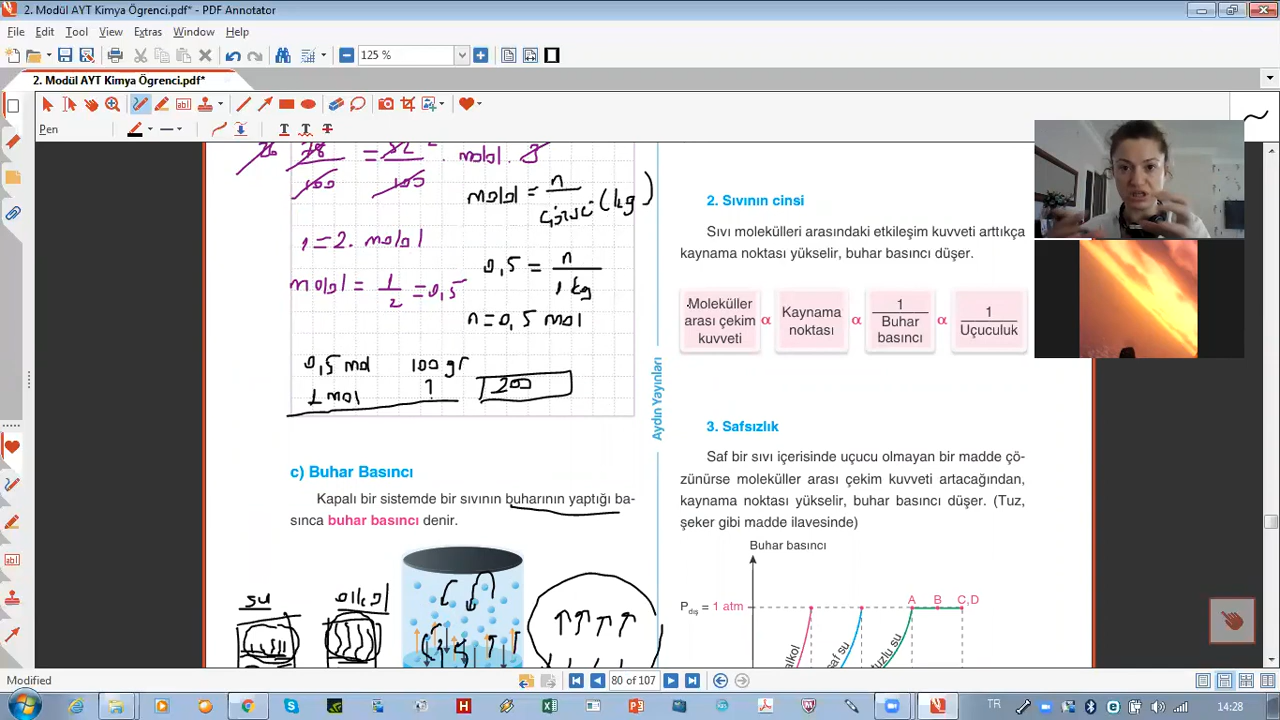 2. Modül AYT Kimya Ögrenci.pdf* - PDF Annotator
File Edit Tool View Extras Window Help
125 %
2. Modül AYT Kimya Ögrenci.pdf*
Pen
100 100
= . molal .
molal = n / çözücü (kg)
1 = 2. molal
molal = 1/2 = 0,5
0,5 = n / 1 kg
n = 0,5 mol
0,5 mol 100 gr
1 mol ? 200
c) Buhar Basıncı
Kapalı bir sistemde bir sıvının buharının yaptığı ba-
sınca buhar basıncı denir.
su alkol
Aydın Yayınları
2. Sıvının cinsi
Sıvı molekülleri arasındaki etkileşim kuvveti arttıkça
kaynama noktası yükselir, buhar basıncı düşer.
Moleküller arası çekim kuvveti α Kaynama noktası α 1 / Buhar basıncı α 1 / Uçuculuk
3. Safsızlık
Saf bir sıvı içerisinde uçucu olmayan bir madde çö-
zünürse moleküller arası çekim kuvveti artacağından,
kaynama noktası yükselir, buhar basıncı düşer. (Tuz,
şeker gibi madde ilavesinde)
Buhar basıncı
A B C,D
Pdış = 1 atm
alkol
saf su
tuzlu su
Modified
80 of 107
TR
14:28